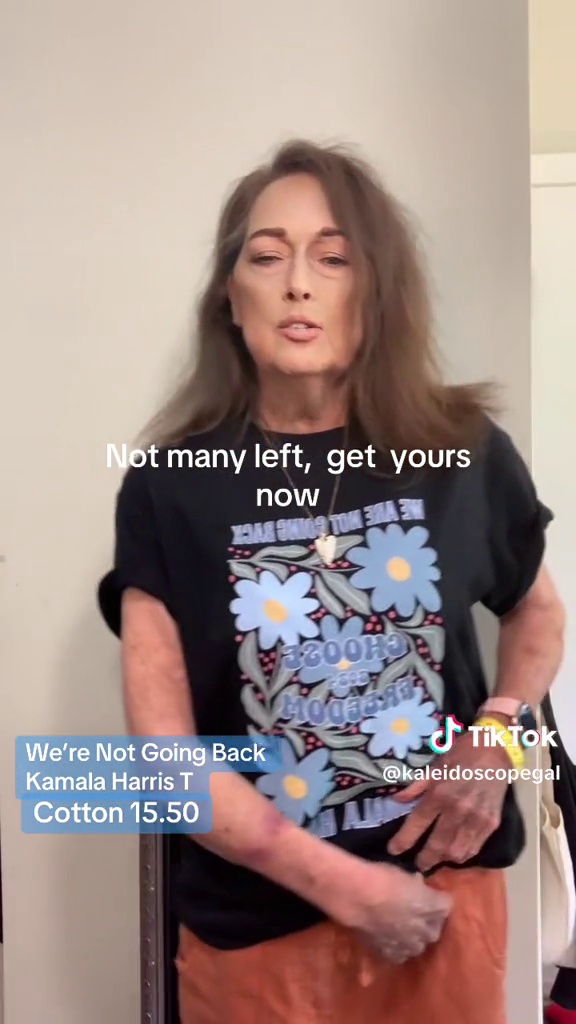 Not many left, get yours
now
WE ARE NOT GOING BACK
CHOOSE
FREEDOM
TikTok
We're Not Going Back
@kaleidoscopegal
Kamala Harris T
Cotton 15.50